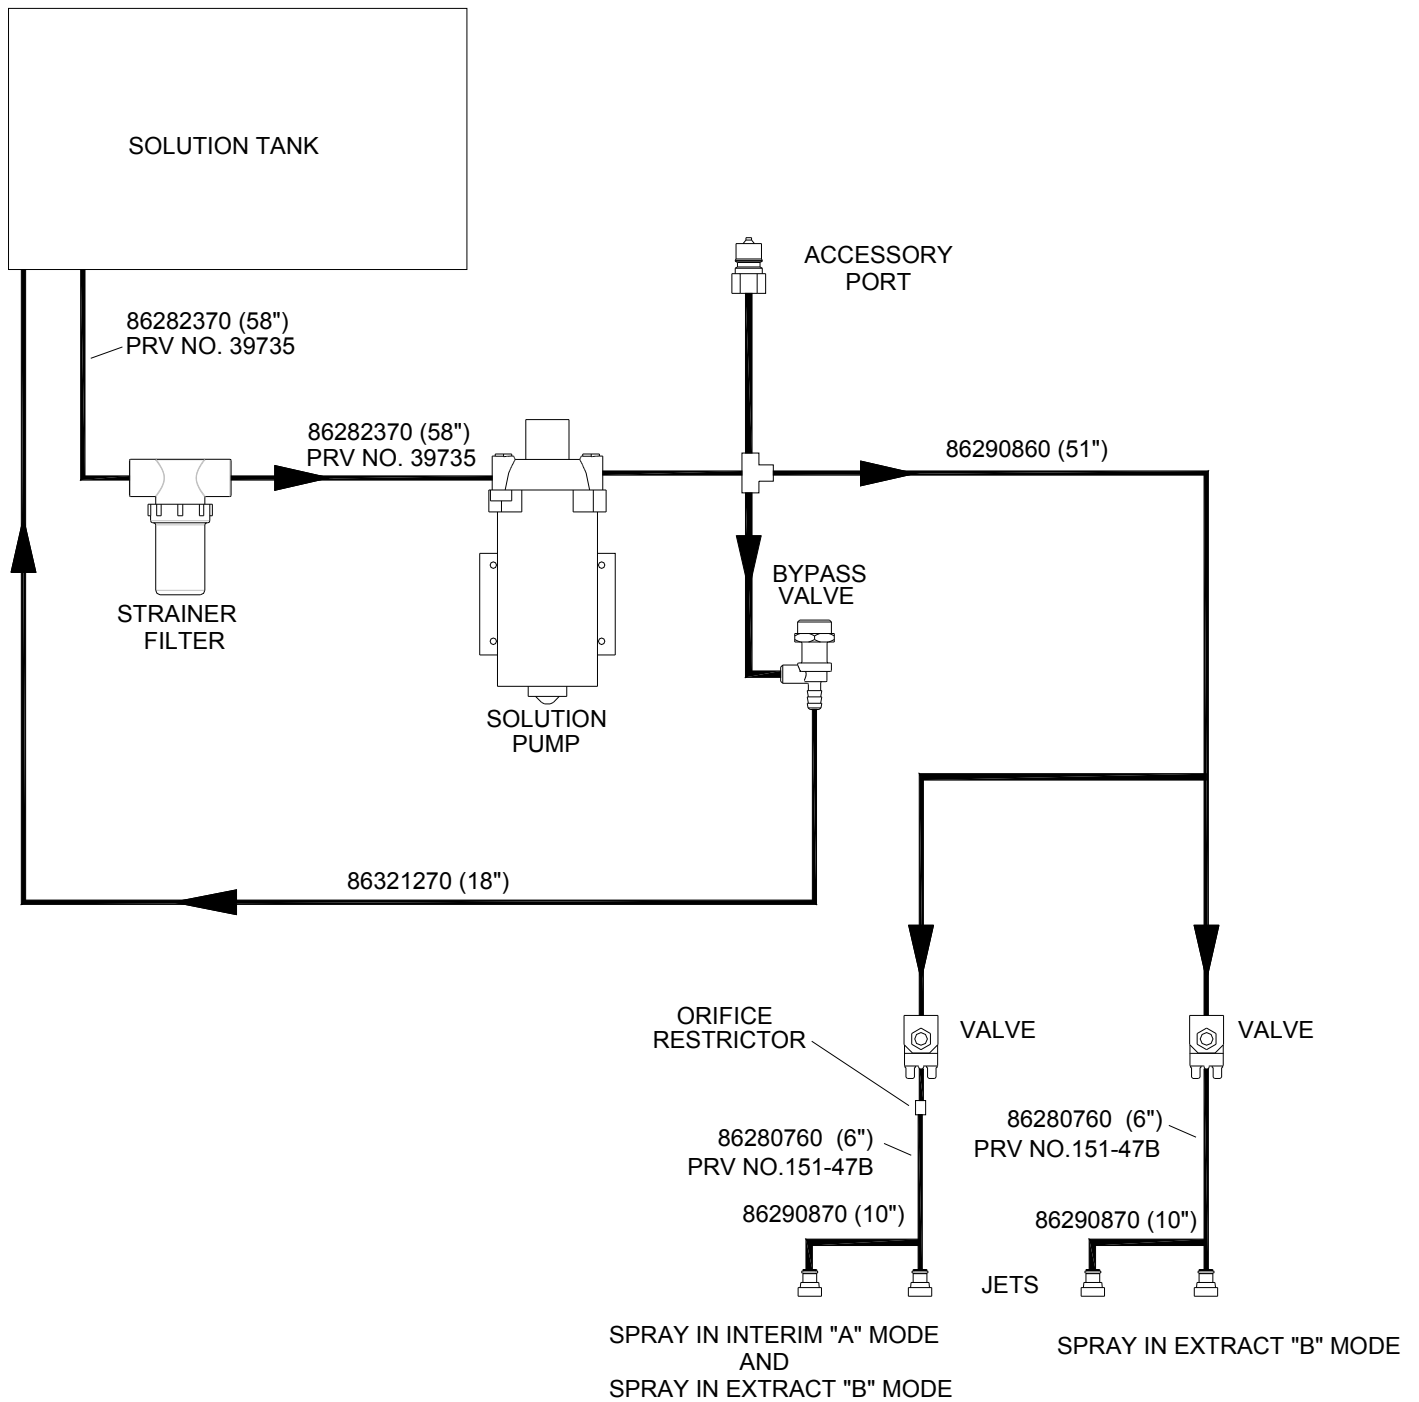 SOLUTION TANK
ACCESSORY
PORT
86282370 (58")
PRV NO. 39735
86282370 (58")
PRV NO. 39735
86290860 (51")
BYPASS
VALVE
STRAINER
FILTER
SOLUTION
PUMP
86321270 (18")
ORIFICE
RESTRICTOR
VALVE
VALVE
86280760 (6")
PRV NO.151-47B
86280760 (6")
PRV NO.151-47B
86290870 (10")
86290870 (10")
JETS
SPRAY IN INTERIM "A" MODE
AND
SPRAY IN EXTRACT "B" MODE
SPRAY IN EXTRACT "B" MODE